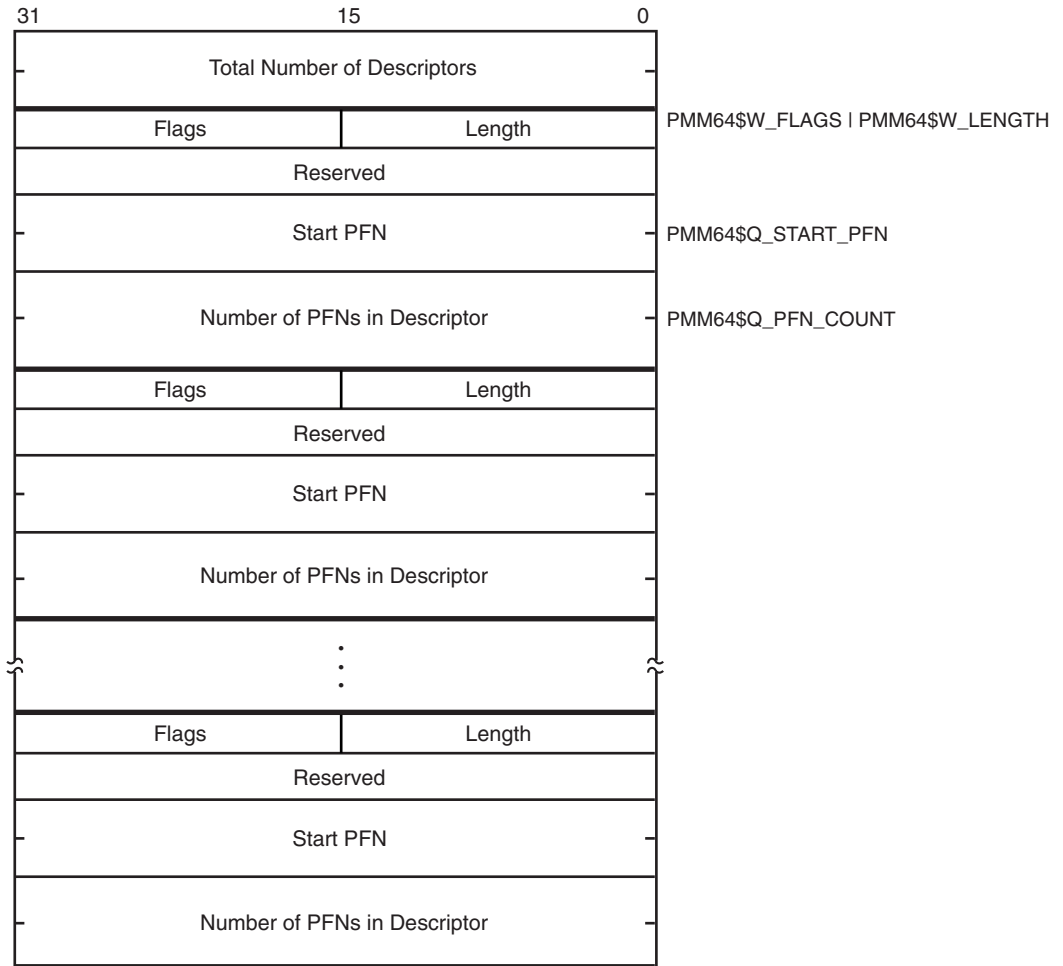 31 15 0
Total Number of Descriptors
Flags Length PMM64$W_FLAGS | PMM64$W_LENGTH
Reserved
Start PFN PMM64$Q_START_PFN
Number of PFNs in Descriptor PMM64$Q_PFN_COUNT
Flags Length
Reserved
Start PFN
Number of PFNs in Descriptor
Flags Length
Reserved
Start PFN
Number of PFNs in Descriptor